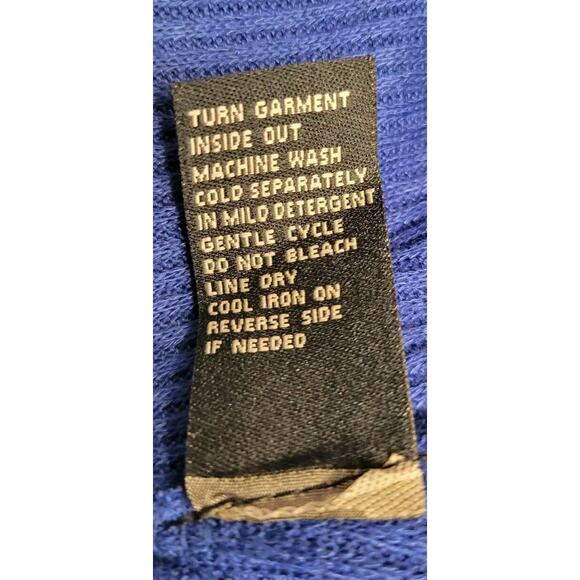 TURN GARMENT
INSIDE OUT
MACHINE WASH
COLD SEPARATELY
IN MILD DETERGENT
GENTLE CYCLE
DO NOT BLEACH
LINE DRY
COOL IRON ON
REVERSE SIDE
IF NEEDED